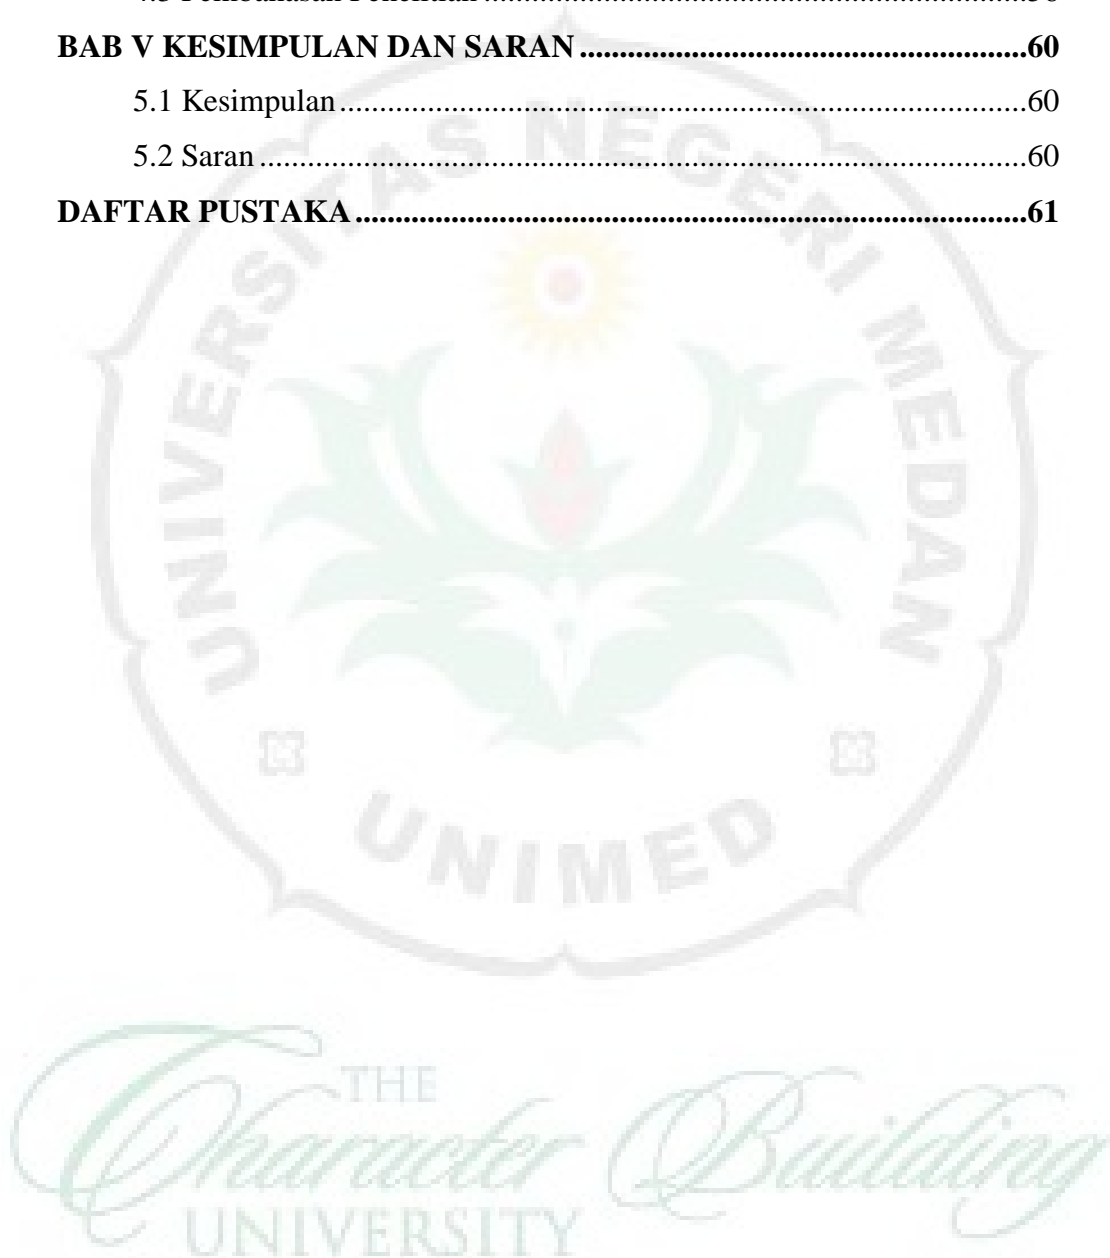 BAB V KESIMPULAN DAN SARAN ........................................................60
5.1 Kesimpulan ......................................................................................60
5.2 Saran ................................................................................................60
DAFTAR PUSTAKA .....................................................................................61
UNIVERSITAS NEGERI MEDAN
UNIMED
THE
Character Building
UNIVERSITY